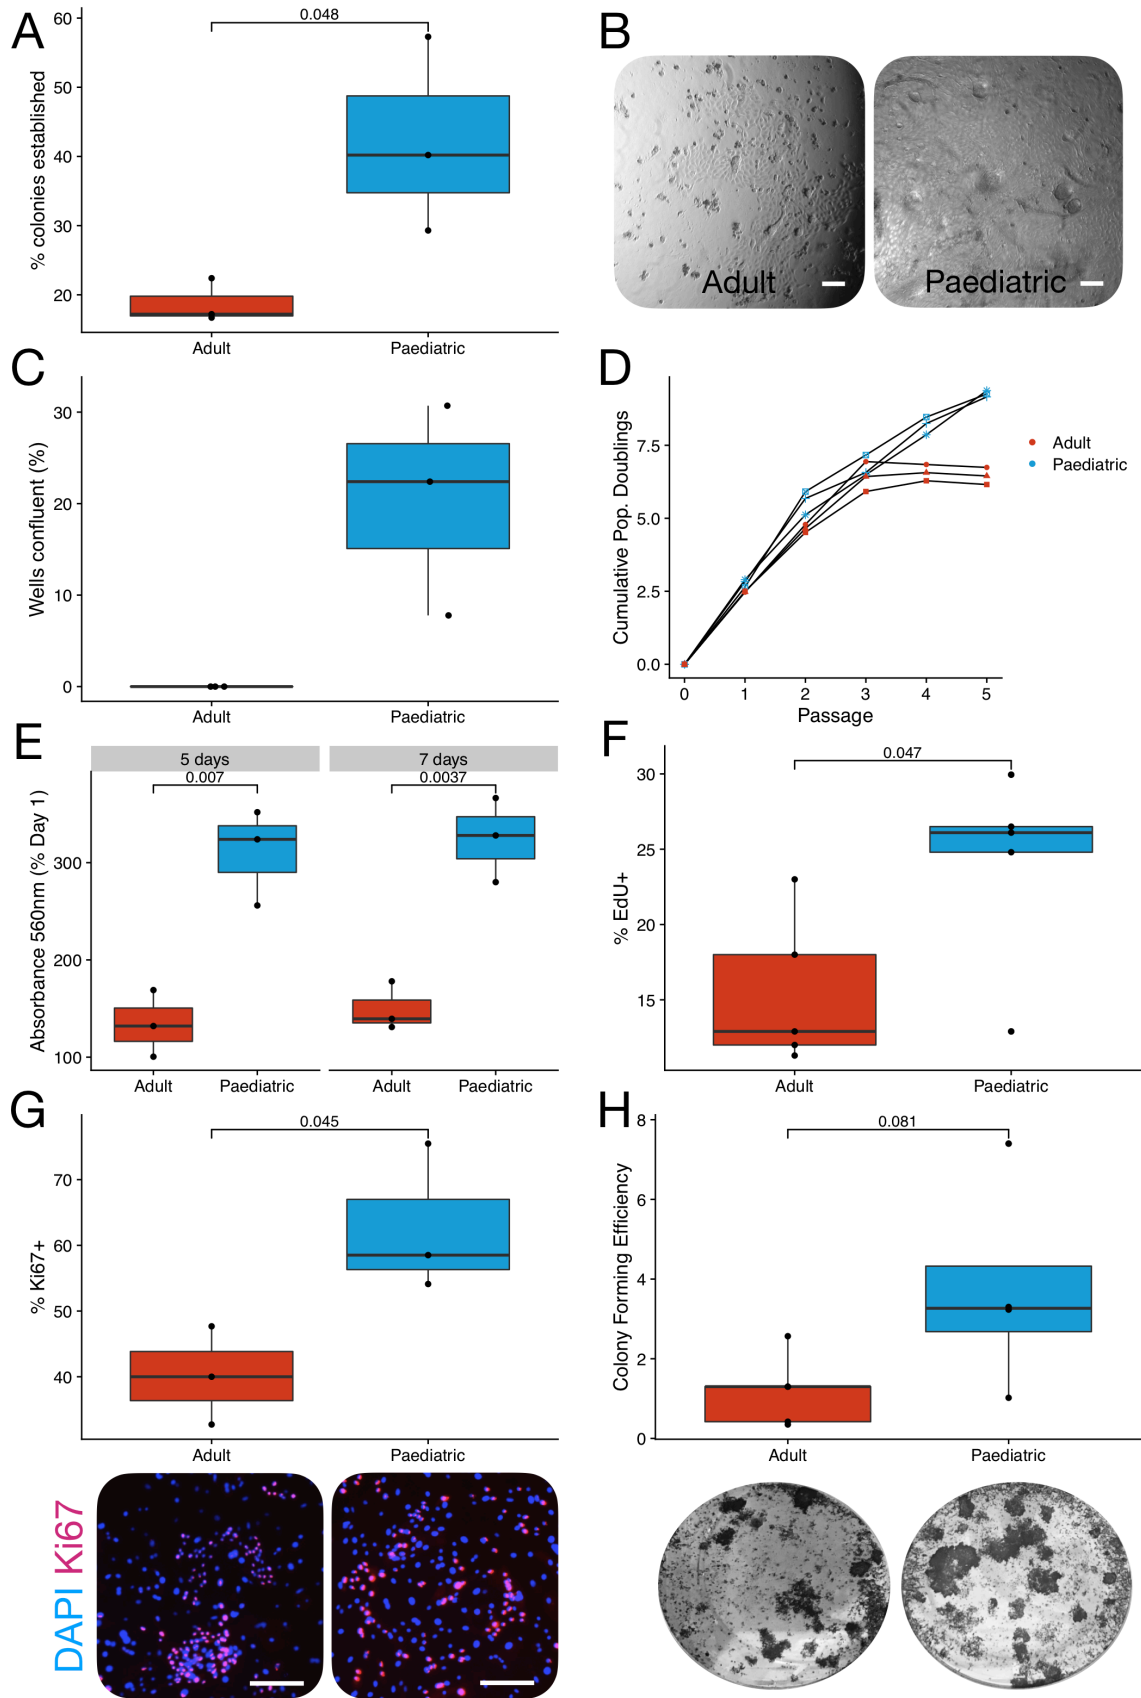 A
60
50
40
30
20
% colonies established
0.048
Adult
Paediatric
B
Adult
Paediatric
C
30
20
10
0
Wells confluent (%)
Adult
Paediatric
D
7.5
5.0
2.5
0.0
Cumulative Pop. Doublings
0 1 2 3 4 5
Passage
Adult
Paediatric
E
5 days
7 days
0.007
0.0037
300
200
100
Absorbance 560nm (% Day 1)
Adult
Paediatric
Adult
Paediatric
F
30
25
20
15
% EdU+
0.047
Adult
Paediatric
G
70
60
50
40
% Ki67+
0.045
Adult
Paediatric
DAPI Ki67
H
8
6
4
2
0
Colony Forming Efficiency
0.081
Adult
Paediatric